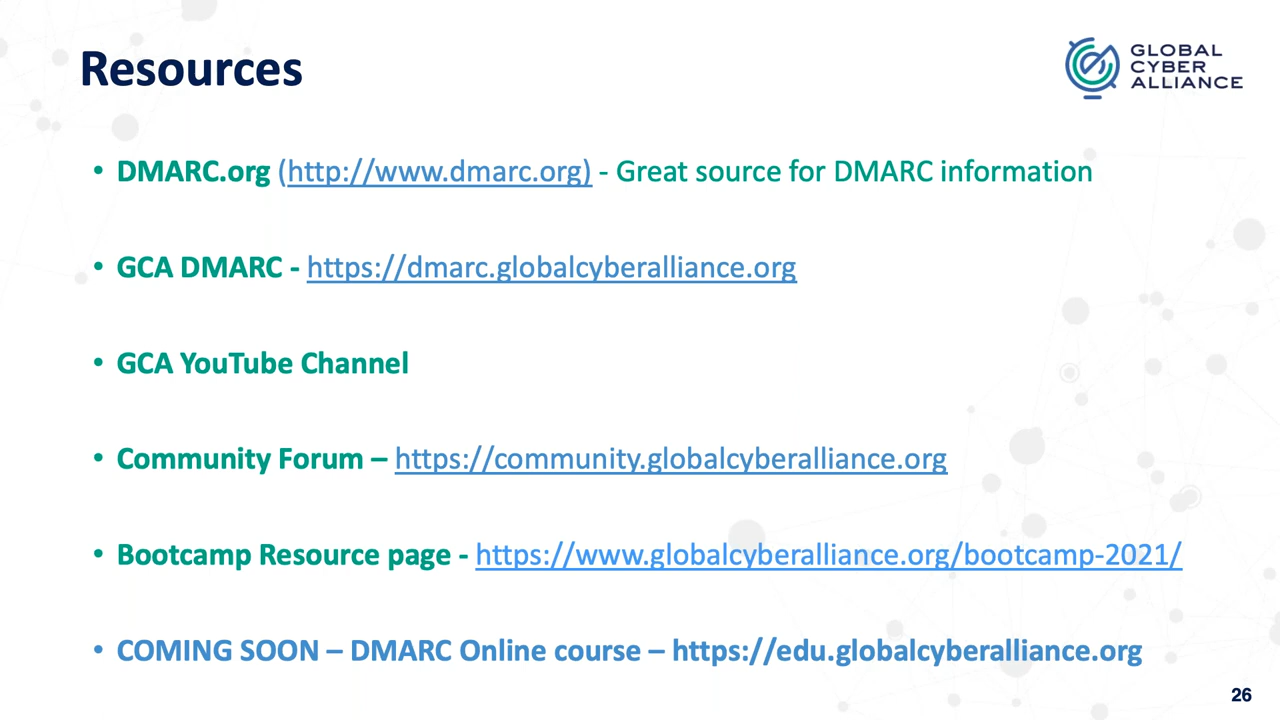 Resources
GLOBAL
CYBER
ALLIANCE
• DMARC.org (http://www.dmarc.org) - Great source for DMARC information
• GCA DMARC - https://dmarc.globalcyberalliance.org
• GCA YouTube Channel
• Community Forum – https://community.globalcyberalliance.org
• Bootcamp Resource page - https://www.globalcyberalliance.org/bootcamp-2021/
• COMING SOON – DMARC Online course – https://edu.globalcyberalliance.org
26